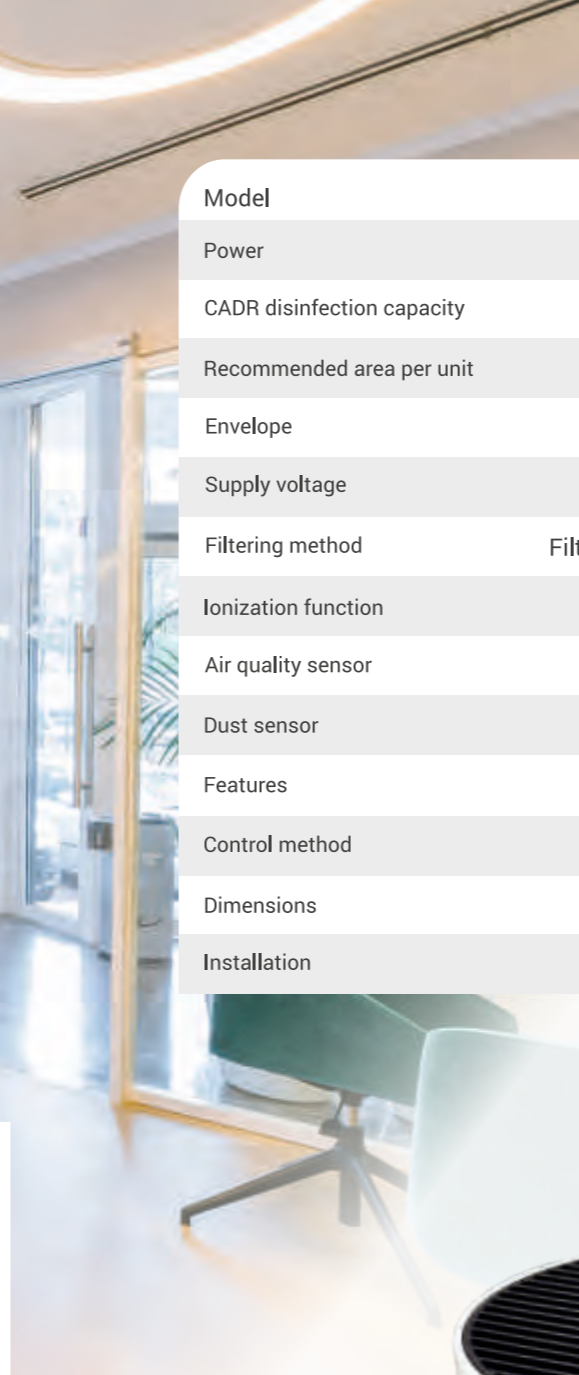 Model
Power
CADR disinfection capacity
Recommended area per unit
Envelope
Supply voltage
Filtering method
Ionization function
Air quality sensor
Dust sensor
Features
Control method
Dimensions
Installation